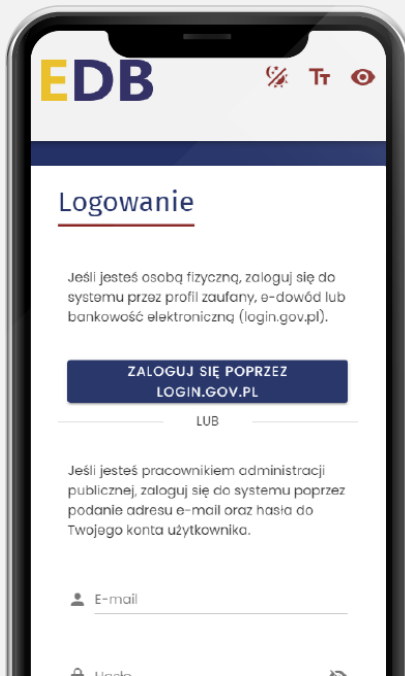 EDB
Tт
Logowanie
Jeśli jesteś osobą fizyczną, zaloguj się do
systemu przez profil zaufany, e-dowód lub
bankowość elektroniczną (login.gov.pl).
ZALOGUJ SIĘ POPRZEZ
LOGIN.GOV.PL
LUB
Jeśli jesteś pracownikiem administracji
publicznej, zaloguj się do systemu poprzez
podanie adresu e-mail oraz hasła do
Twojego konta użytkownika.
E-mail
Hasło